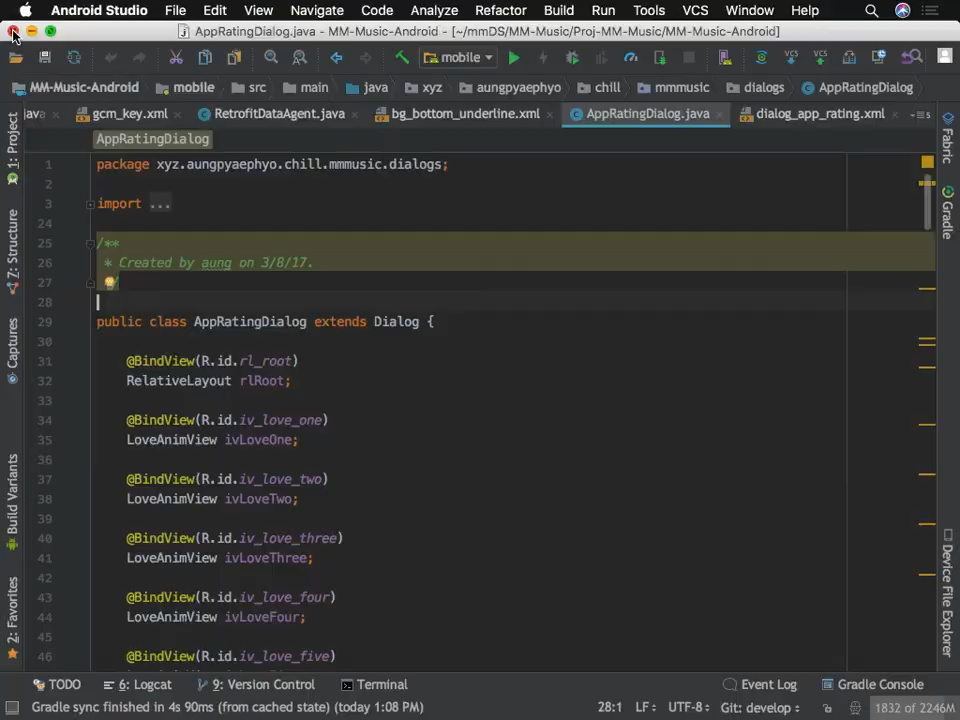 Android Studio File Edit View Navigate Code Analyze Refactor Build Run Tools VCS Window Help
AppRatingDialog.java - MM-Music-Android - [~/mmDS/MM-Music/Proj-MM-Music/MM-Music-Android]
mobile
VCS VCS
MM-Music-Android mobile src main java xyz aungpyaephyo chill mmmusic dialogs AppRatingDialog
ava gcm_key.xml RetrofitDataAgent.java bg_bottom_underline.xml AppRatingDialog.java dialog_app_rating.xml
AppRatingDialog
1 package xyz.aungpyaephyo.chill.mmmusic.dialogs;
2
3 import ...
24
25 /**
26 * Created by aung on 3/8/17.
27 /
28
29 public class AppRatingDialog extends Dialog {
30
31 @BindView(R.id.rl_root)
32 RelativeLayout rlRoot;
33
34 @BindView(R.id.iv_love_one)
35 LoveAnimView ivLoveOne;
36
37 @BindView(R.id.iv_love_two)
38 LoveAnimView ivLoveTwo;
39
40 @BindView(R.id.iv_love_three)
41 LoveAnimView ivLoveThree;
42
43 @BindView(R.id.iv_love_four)
44 LoveAnimView ivLoveFour;
45
46 @BindView(R.id.iv_love_five)
1: Project
7: Structure
Captures
Build Variants
2: Favorites
Fabric
Gradle
Device File Explorer
TODO 6: Logcat 9: Version Control Terminal Event Log Gradle Console
Gradle sync finished in 4s 90ms (from cached state) (today 1:08 PM) 28:1 LF: UTF-8: Git: develop: 1832 of 2246M